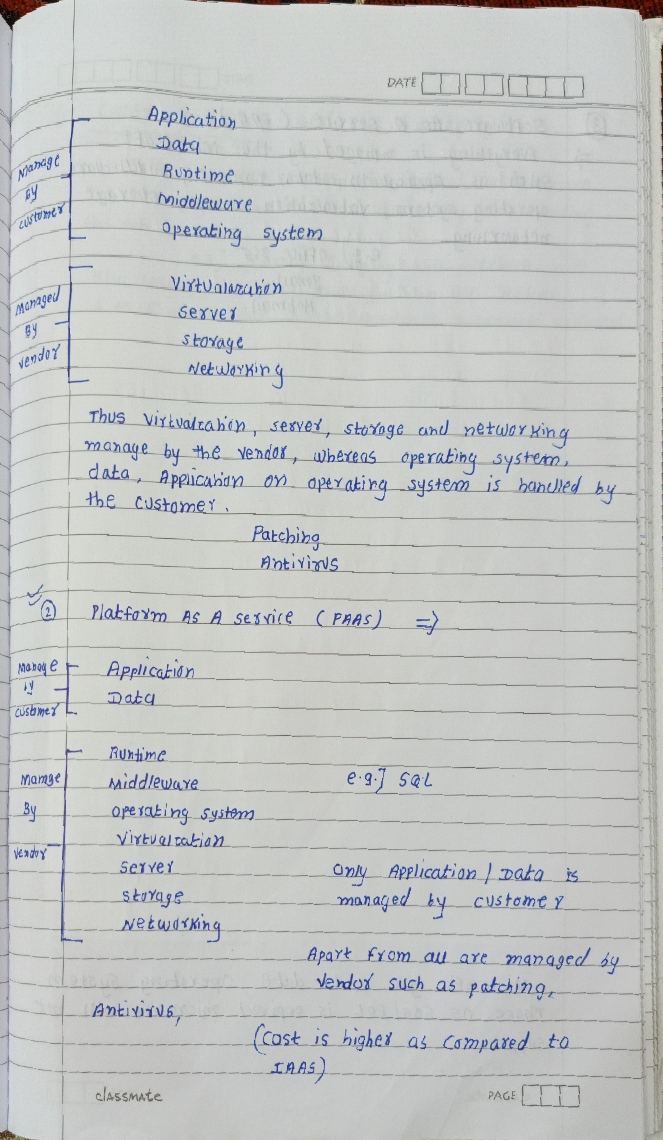 DATE
Application
Data
Runtime
Middleware
operating system
Manage
by
customer
Virtualazation
server
storage
Networking
Managed
By
vendor
Thus virtualzation, server, storage and networking
manage by the vendor, whereas operating system,
data, Application on operating system is handled by
the customer.
Patching
Antivirus
② Platform As A service (PAAS) ⇒
Manage
by
customer
Application
Data
Runtime
Middleware e.g.] SQL
operating system
Virtualzation
Server Only Application / Data is
storage managed by customer
Networking
Manage
By
vendor
Apart from all are managed by
Vendor such as patching,
Antivirus,
(Cost is higher as compared to
IAAS)
classmate PAGE